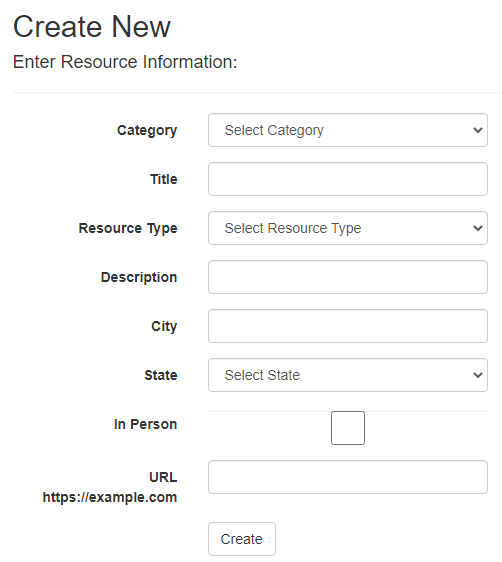 Create New
Enter Resource Information:
Category Select Category
Title
Resource Type Select Resource Type
Description
City
State Select State
In Person
URL
https://example.com
Create